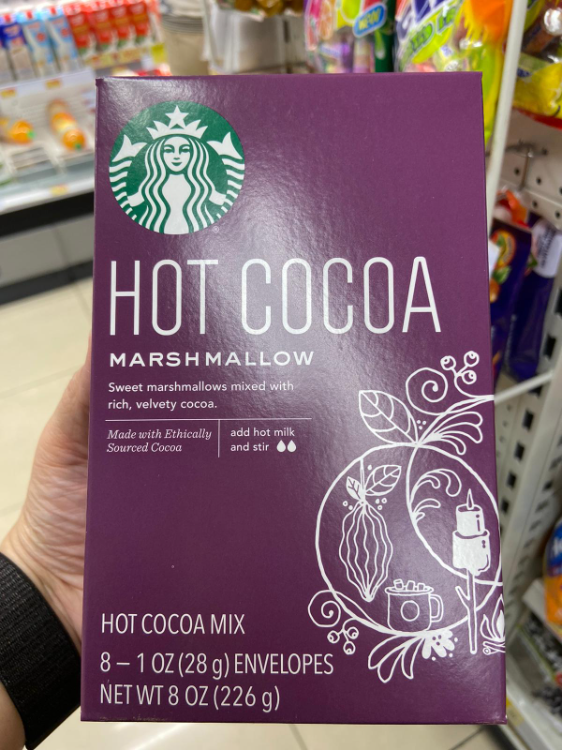 HOT COCOA
MARSHMALLOW
Sweet marshmallows mixed with
rich, velvety cocoa.
Made with Ethically
Sourced Cocoa
add hot milk
and stir
HOT COCOA MIX
8 – 1 OZ (28 g) ENVELOPES
NET WT 8 OZ (226 g)
NEW